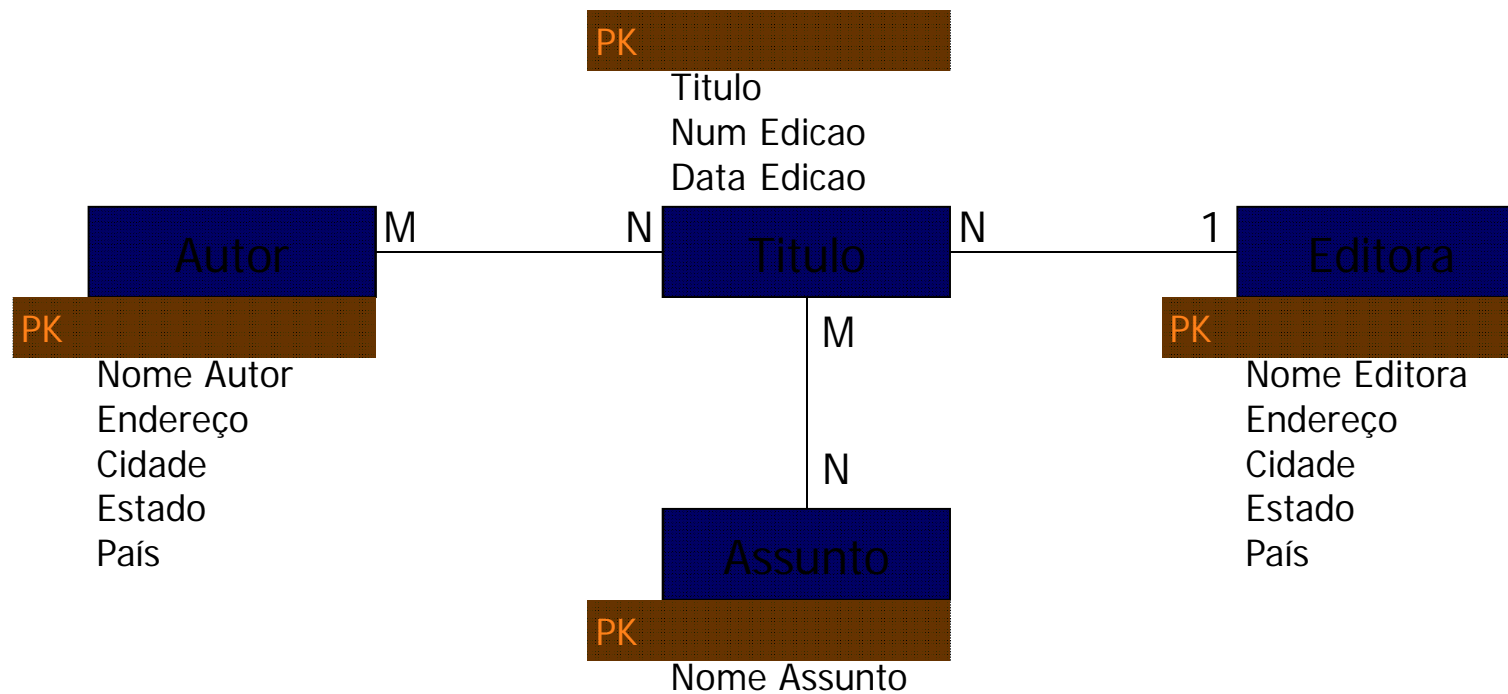 PK
Titulo
Num Edicao
Data Edicao
Autor
M
N
Titulo
N
1
Editora
PK
Nome Autor
Endereço
Cidade
Estado
País
M
N
Assunto
PK
Nome Assunto
PK
Nome Editora
Endereço
Cidade
Estado
País